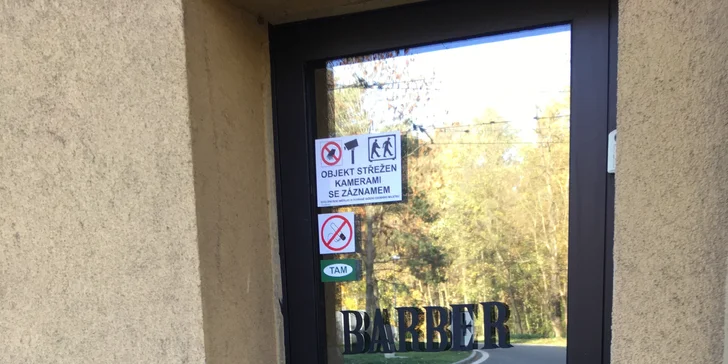 OBJEKT STŘEŽEN
KAMERAMI
SE ZÁZNAMEM
TAM
BARBER